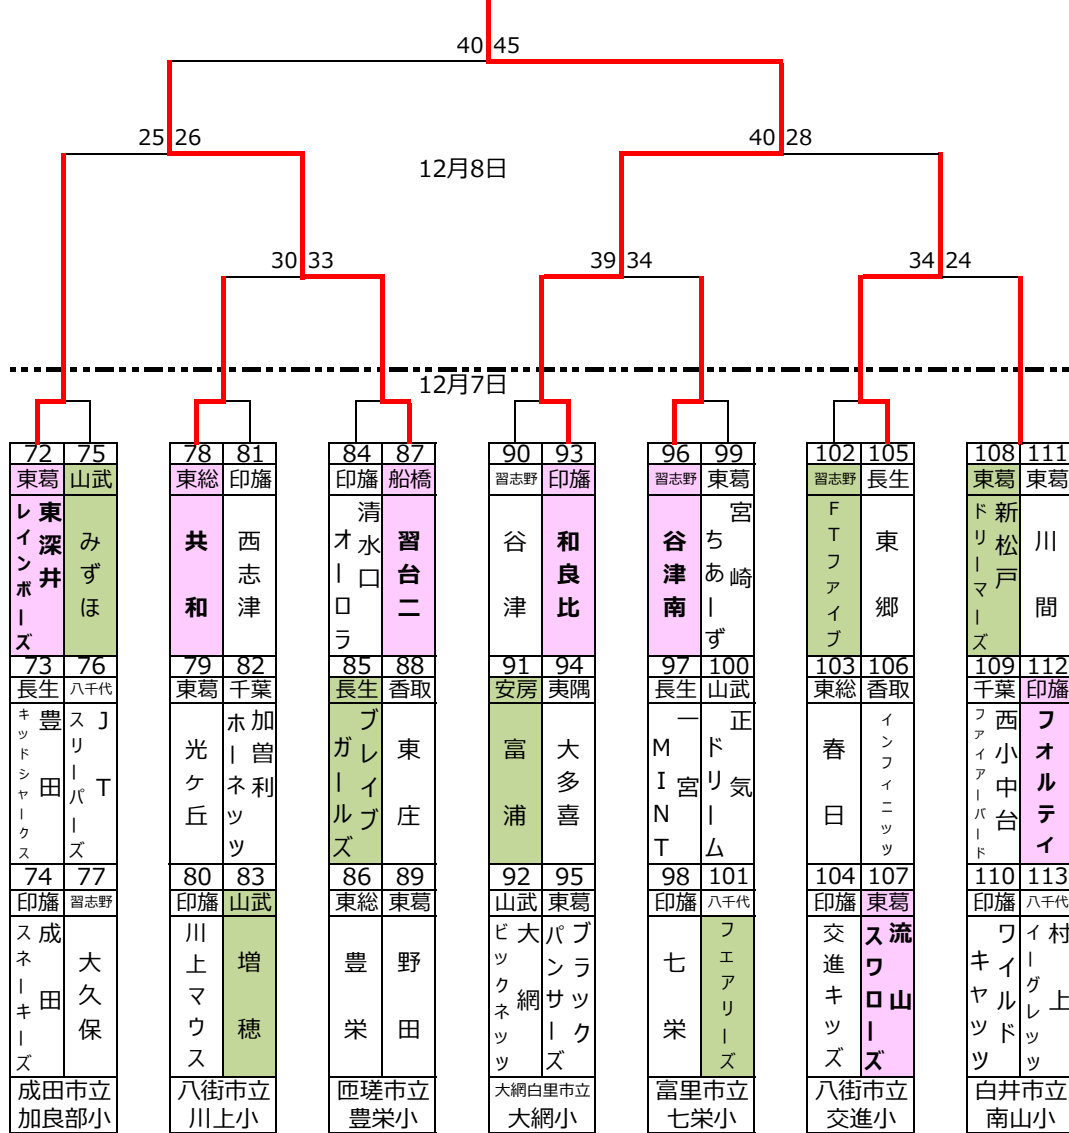 40 45
25 26
40 28
12月8日
30 33
39 34
34 24
12月7日
72 75 78 81 84 87 90 93 96 99 102 105 108 111
東葛 山武 東総 印旛 印旛 船橋 習志野 印旛 習志野 東葛 習志野 長生 東葛 東葛
東深井
レインボーズ
みずほ
共和
西志津
清水口
オーロラ
習台二
谷津
和良比
谷津南
宮崎
ちあーず
FTファイブ
東郷
新松戸
ドリーマーズ
川間
73 76 79 82 85 88 91 94 97 100 103 106 109 112
長生 八千代 東葛 千葉 長生 香取 安房 夷隅 長生 山武 東総 香取 千葉 印旛
豊田
キッドシャークス
JT
スリーパーズ
光ケ丘
加曽利
ホーネッツ
ブレイブ
ガールズ
東庄
富浦
大多喜
一宮
MINT
正気
ドリーム
春日
インフィニッツ
西小中台
ファイアーバード
フォルテイ
74 77 80 83 86 89 92 95 98 101 104 107 110 113
印旛 習志野 印旛 山武 東総 東葛 山武 東葛 印旛 八千代 印旛 東葛 印旛 八千代
成田
スネーキーズ
大久保
川上マウス
増穂
豊栄
野田
大網
ビックネッツ
ブラック
パンサーズ
七栄
フェアリーズ
交進キッズ
流山
スワローズ
ワイルド
キャッツ
村上
イーグレッツ
成田市立 八街市立 匝瑳市立 大網白里市立 富里市立 八街市立 白井市立
加良部小 川上小 豊栄小 大網小 七栄小 交進小 南山小